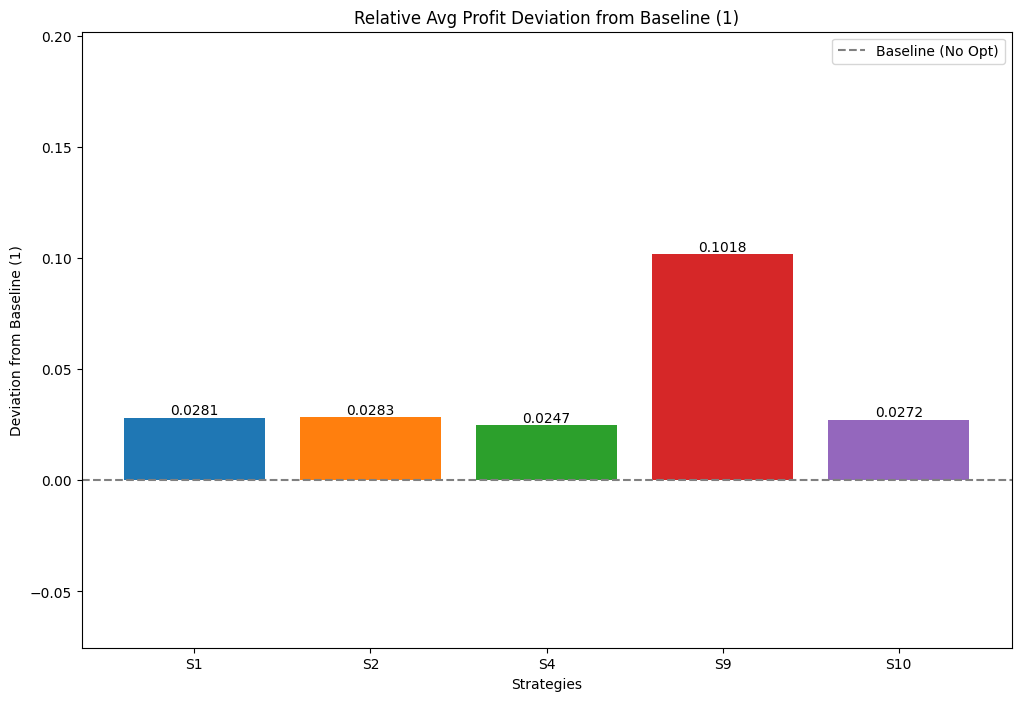 Relative Avg Profit Deviation from Baseline (1)
Baseline (No Opt)
Deviation from Baseline (1)
0.20
0.15
0.10
0.05
0.00
−0.05
0.0281
0.0283
0.0247
0.1018
0.0272
S1
S2
S4
S9
S10
Strategies